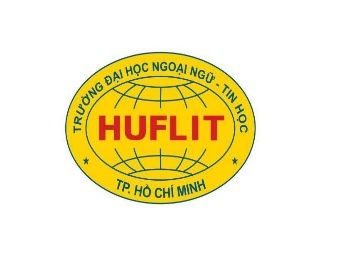 TRƯỜNG ĐẠI HỌC NGOẠI NGỮ - TIN HỌC
HUFLIT
TP. HỒ CHÍ MINH